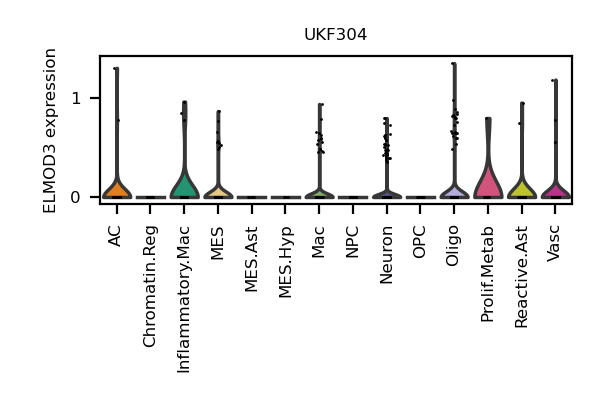 UKF304
ELMOD3 expression
1
0
AC
Chromatin.Reg
Inflammatory.Mac
MES
MES.Ast
MES.Hyp
Mac
NPC
Neuron
OPC
Oligo
Prolif.Metab
Reactive.Ast
Vasc